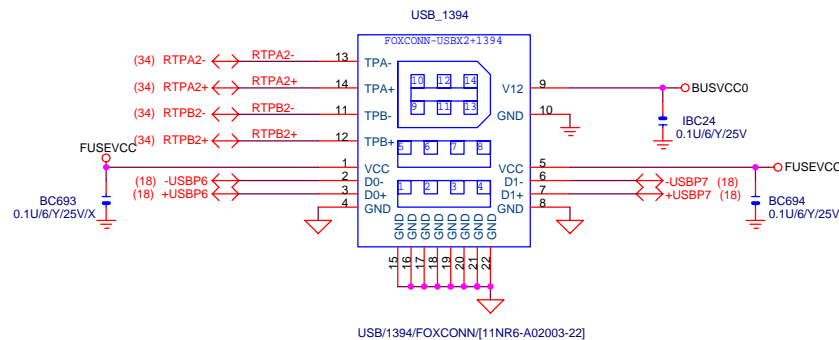 USB_1394
FOXCONN-USBX2+1394
(34) RTPA2- RTPA2- 13 TPA-
(34) RTPA2+ RTPA2+ 14 TPA+
(34) RTPB2- RTPB2- 11 TPB-
(34) RTPB2+ RTPB2+ 12 TPB+
10 12 14
9 11 13
V12 9 BUSVCC0
GND 10
IBC24
0.1U/6/Y/25V
5 6 7 8
1 2 3 4
FUSEVCC
1 VCC
(18) -USBP6 2 D0-
(18) +USBP6 3 D0+
4 GND
BC693
0.1U/6/Y/25V/X
VCC 5 FUSEVCC
D1- 6 -USBP7 (18)
D1+ 7 +USBP7 (18)
GND 8
BC694
0.1U/6/Y/25V
GND GND GND GND GND GND GND GND
15 16 17 18 19 20 21 22
USB/1394/FOXCONN/[11NR6-A02003-22]